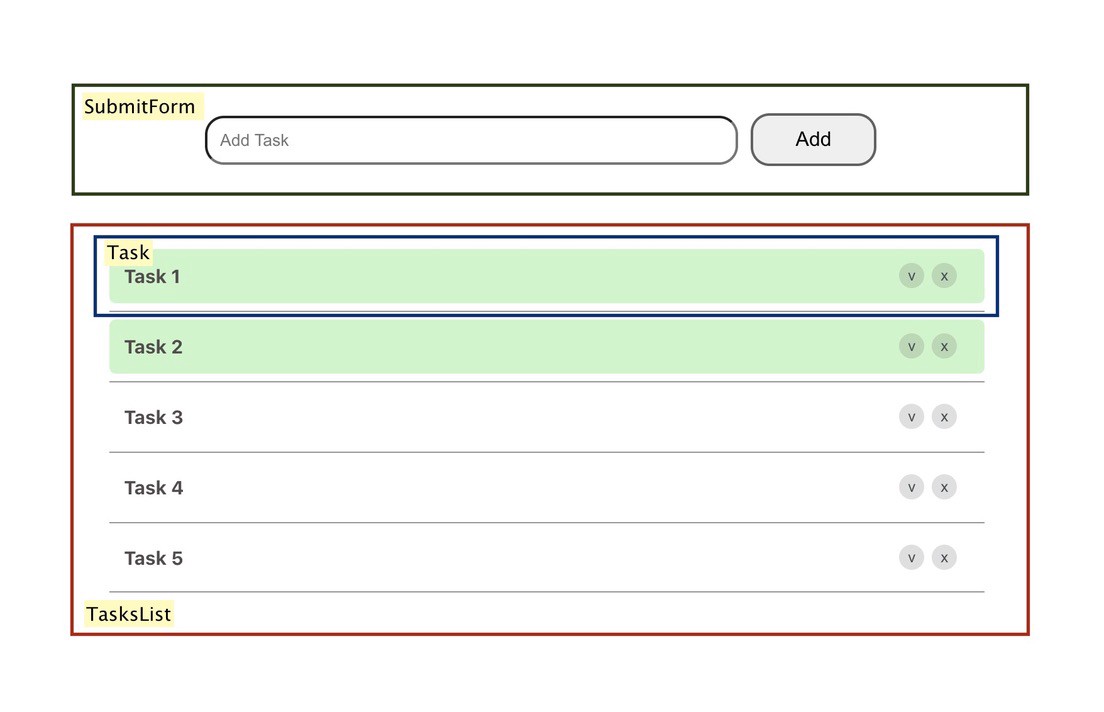 SubmitForm
Add Task
Add
Task
Task 1
v x
Task 2
v x
Task 3
v x
Task 4
v x
Task 5
v x
TasksList